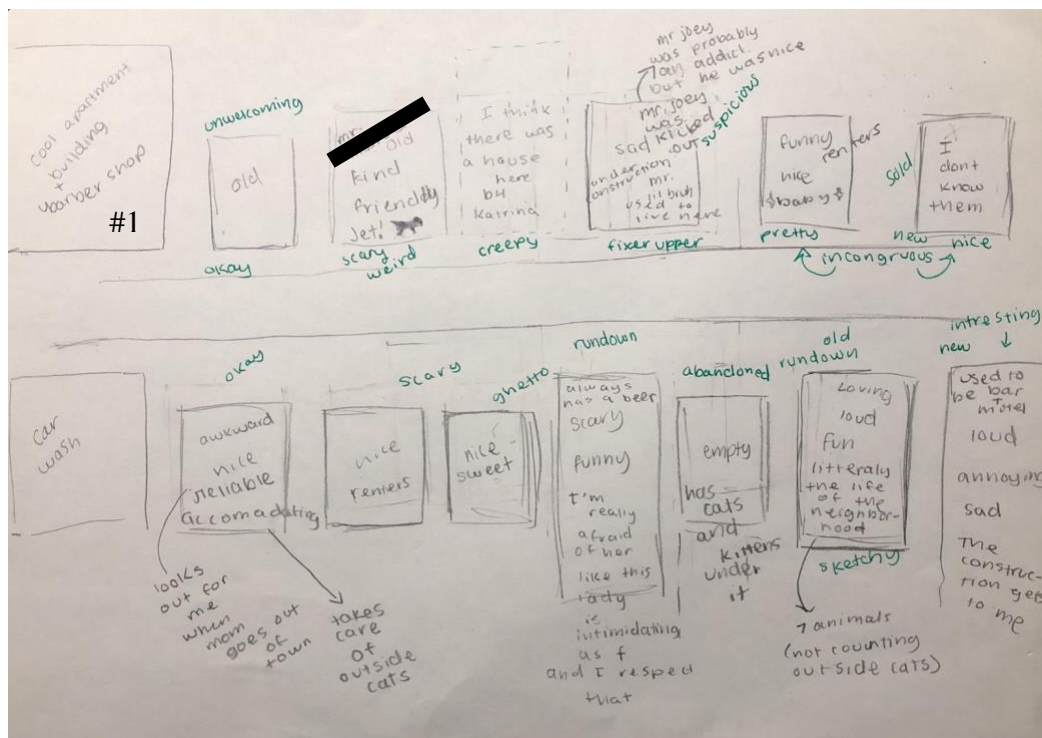 cool apartment
+ building
barber shop
#1
unwelcoming
old
okay
mr.
old
kind
friendly
Jet!
scary
weird
I think
there was
a house
here
b4
Katrina
creepy
mr joey
was probably
an addict.
but he was nice
mr. joey
was
sad kicked
out
suspicious
under
construction
mr.
lil bruh
used to
live here
fixer upper
funny
renters
nice
$baby$
pretty
sold
I
dont
know
them
new nice
incongruous
car
wash
okay
awkward
nice
reliable
accomadating
looks
out for
me
when
mom
goes out
of
town
takes
care
of
outside
cats
scary
nice
renters
ghetto
nice
sweet
rundown
always
has a beer
scary
funny
I'm
really
afraid
of her
like this
lady
is
intimidating
as f
and I respect
that
abandoned
empty
has
cats
and
kittens
under
it
old
rundown
Loving
loud
fun
litteraly
the life
of the
neighbor-
hood
sketchy
7 animals
(not counting
outside cats)
intresting
new
used to
be bar
+
motel
loud
annoying
sad
The
construc-
tion gets
to me